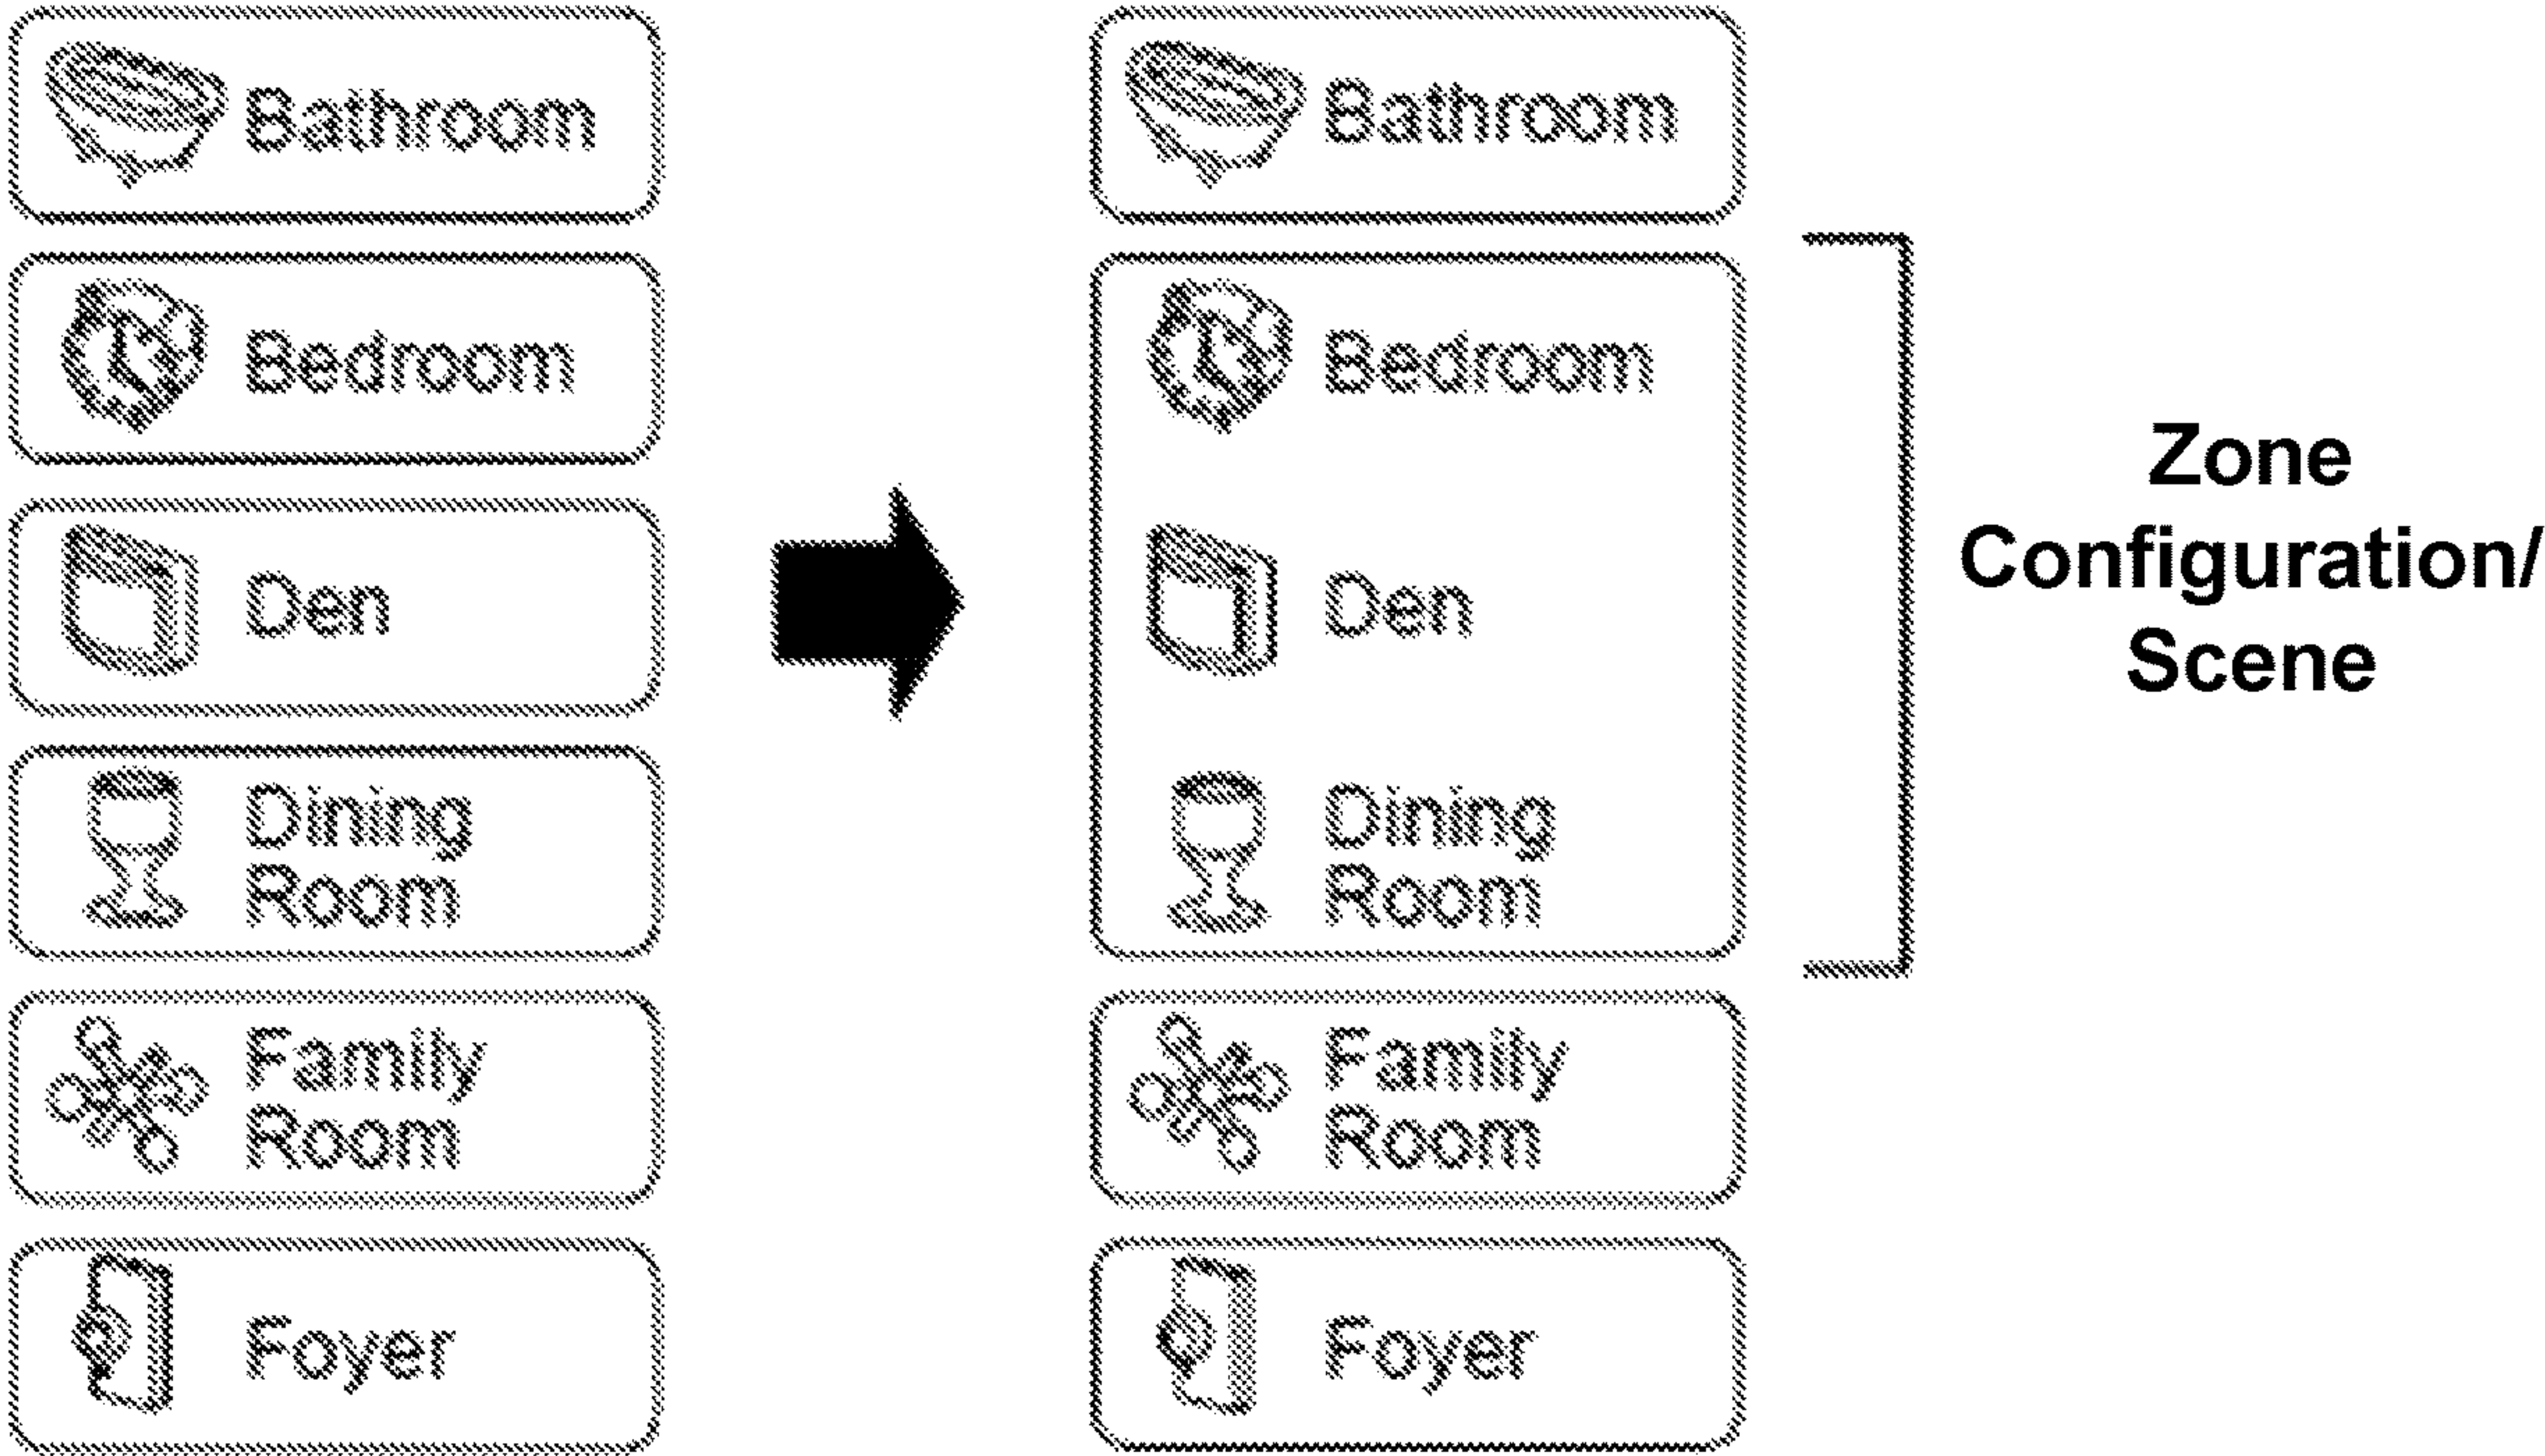 Bathroom
Bedroom
Den
Dining
Room
Family
Room
Foyer
Bathroom
Bedroom
Den
Dining
Room
Family
Room
Foyer
Zone
Configuration/
Scene